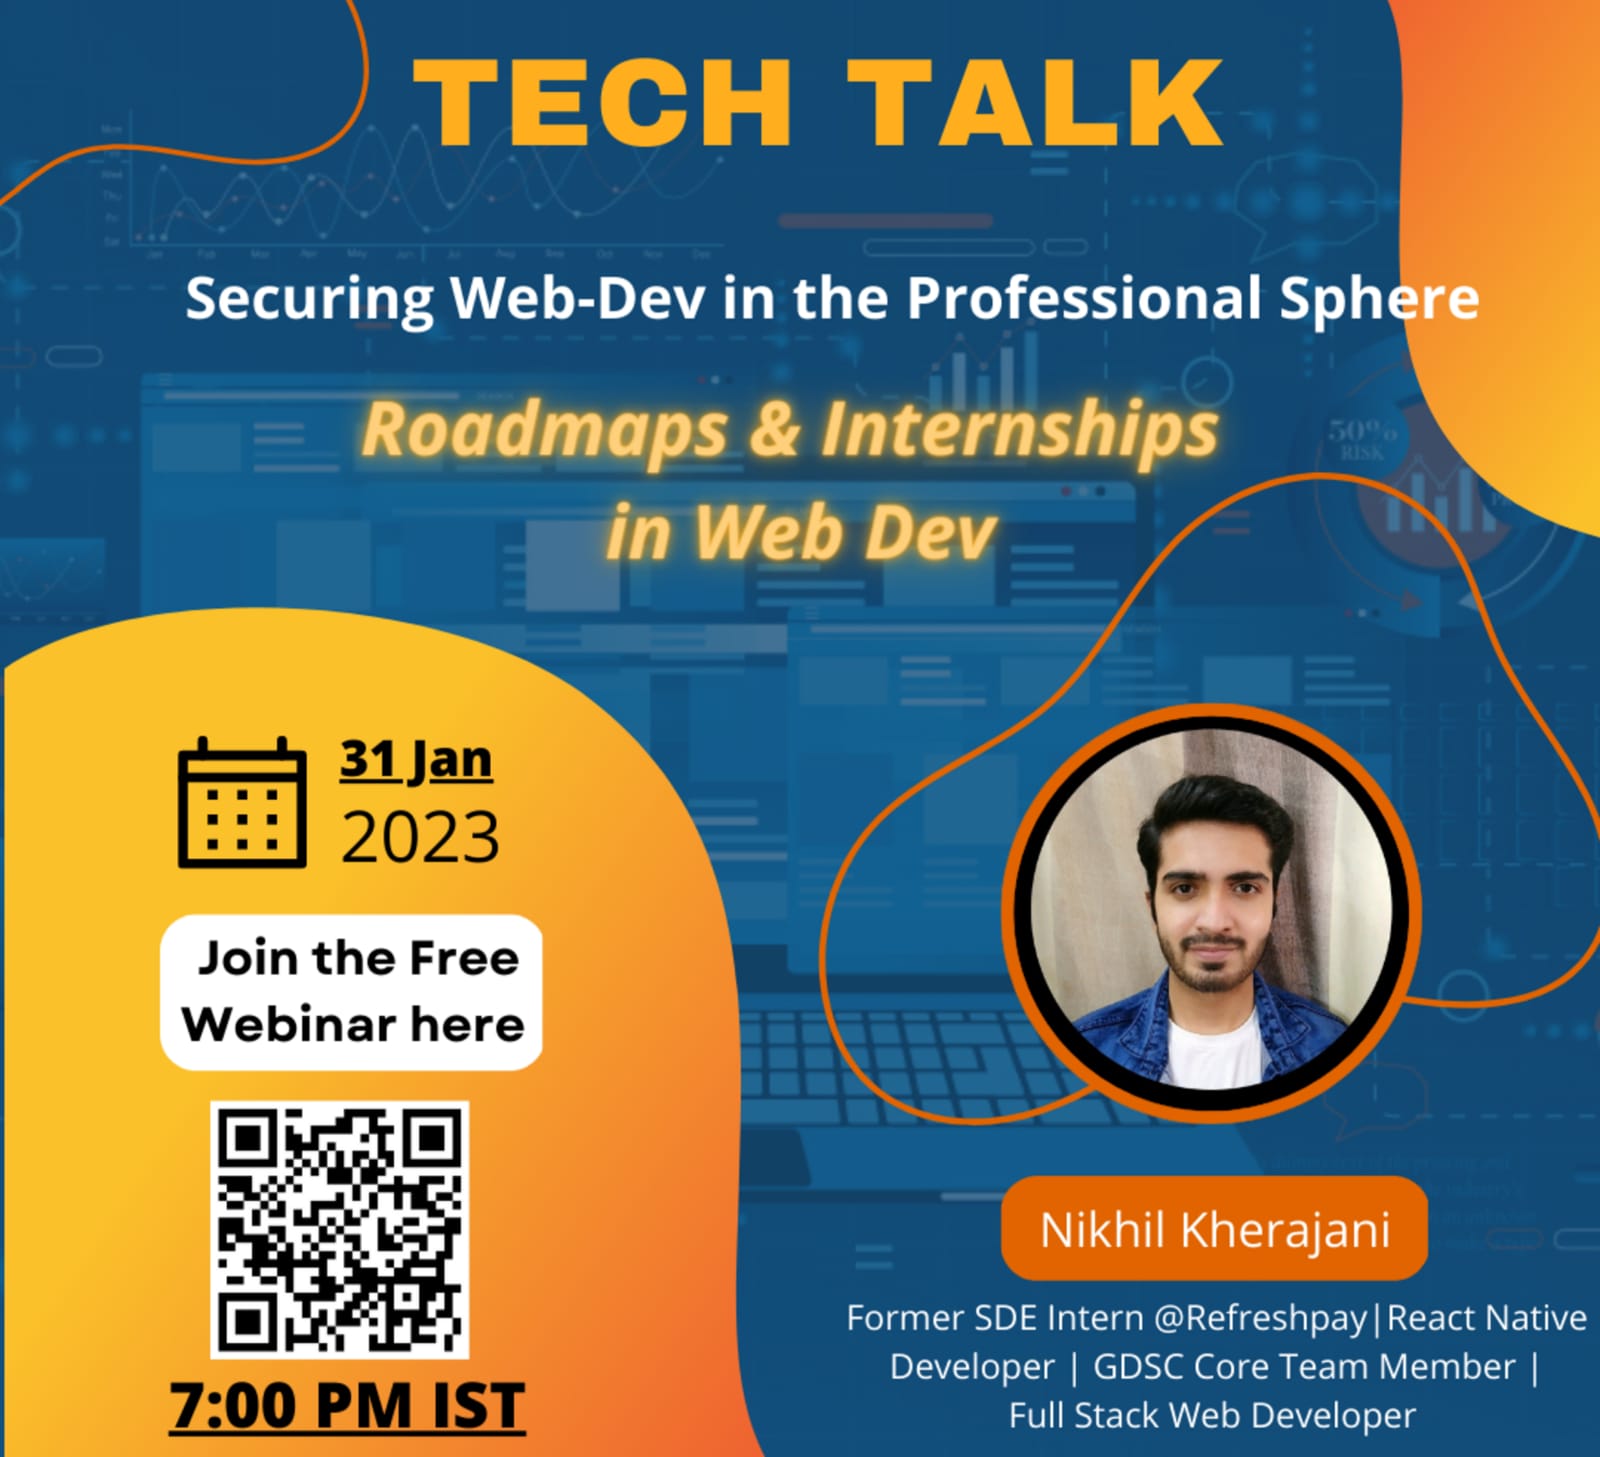 TECH TALK
Securing Web-Dev in the Professional Sphere
Roadmaps & Internships
in Web Dev
50%
RISK
31 Jan
2023
Join the Free
Webinar here
7:00 PM IST
Nikhil Kherajani
Former SDE Intern @Refreshpay|React Native
Developer | GDSC Core Team Member |
Full Stack Web Developer